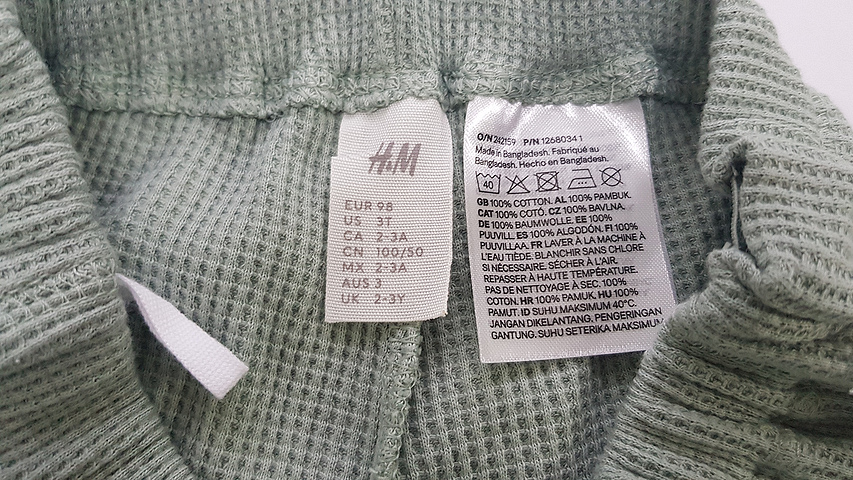 H&M
EUR 98
US 3T
CA 2-3A
CN 100/50
MX 2-3A
AUS 3
UK 2-3Y
O/N 242159 P/N 1268034 1
Made in Bangladesh. Fabriqué au
Bangladesh. Hecho en Bangladesh.
40
GB 100% COTTON. AL 100% PAMBUK.
CAT 100% COTÓ. CZ 100% BAVLNA.
DE 100% BAUMWOLLE. EE 100%
PUUVILL. ES 100% ALGODÓN. FI 100%
PUUVILLAA. FR LAVER À LA MACHINE À
L'EAU TIÈDE. BLANCHIR SANS CHLORE
SI NÉCESSAIRE. SÉCHER À L'AIR.
REPASSER À HAUTE TEMPÉRATURE.
PAS DE NETTOYAGE À SEC. 100%
COTON. HR 100% PAMUK. HU 100%
PAMUT. ID SUHU MAKSIMUM 40°C.
JANGAN DIKELANTANG. PENGERINGAN
GANTUNG. SUHU SETERIKA MAKSIMUM